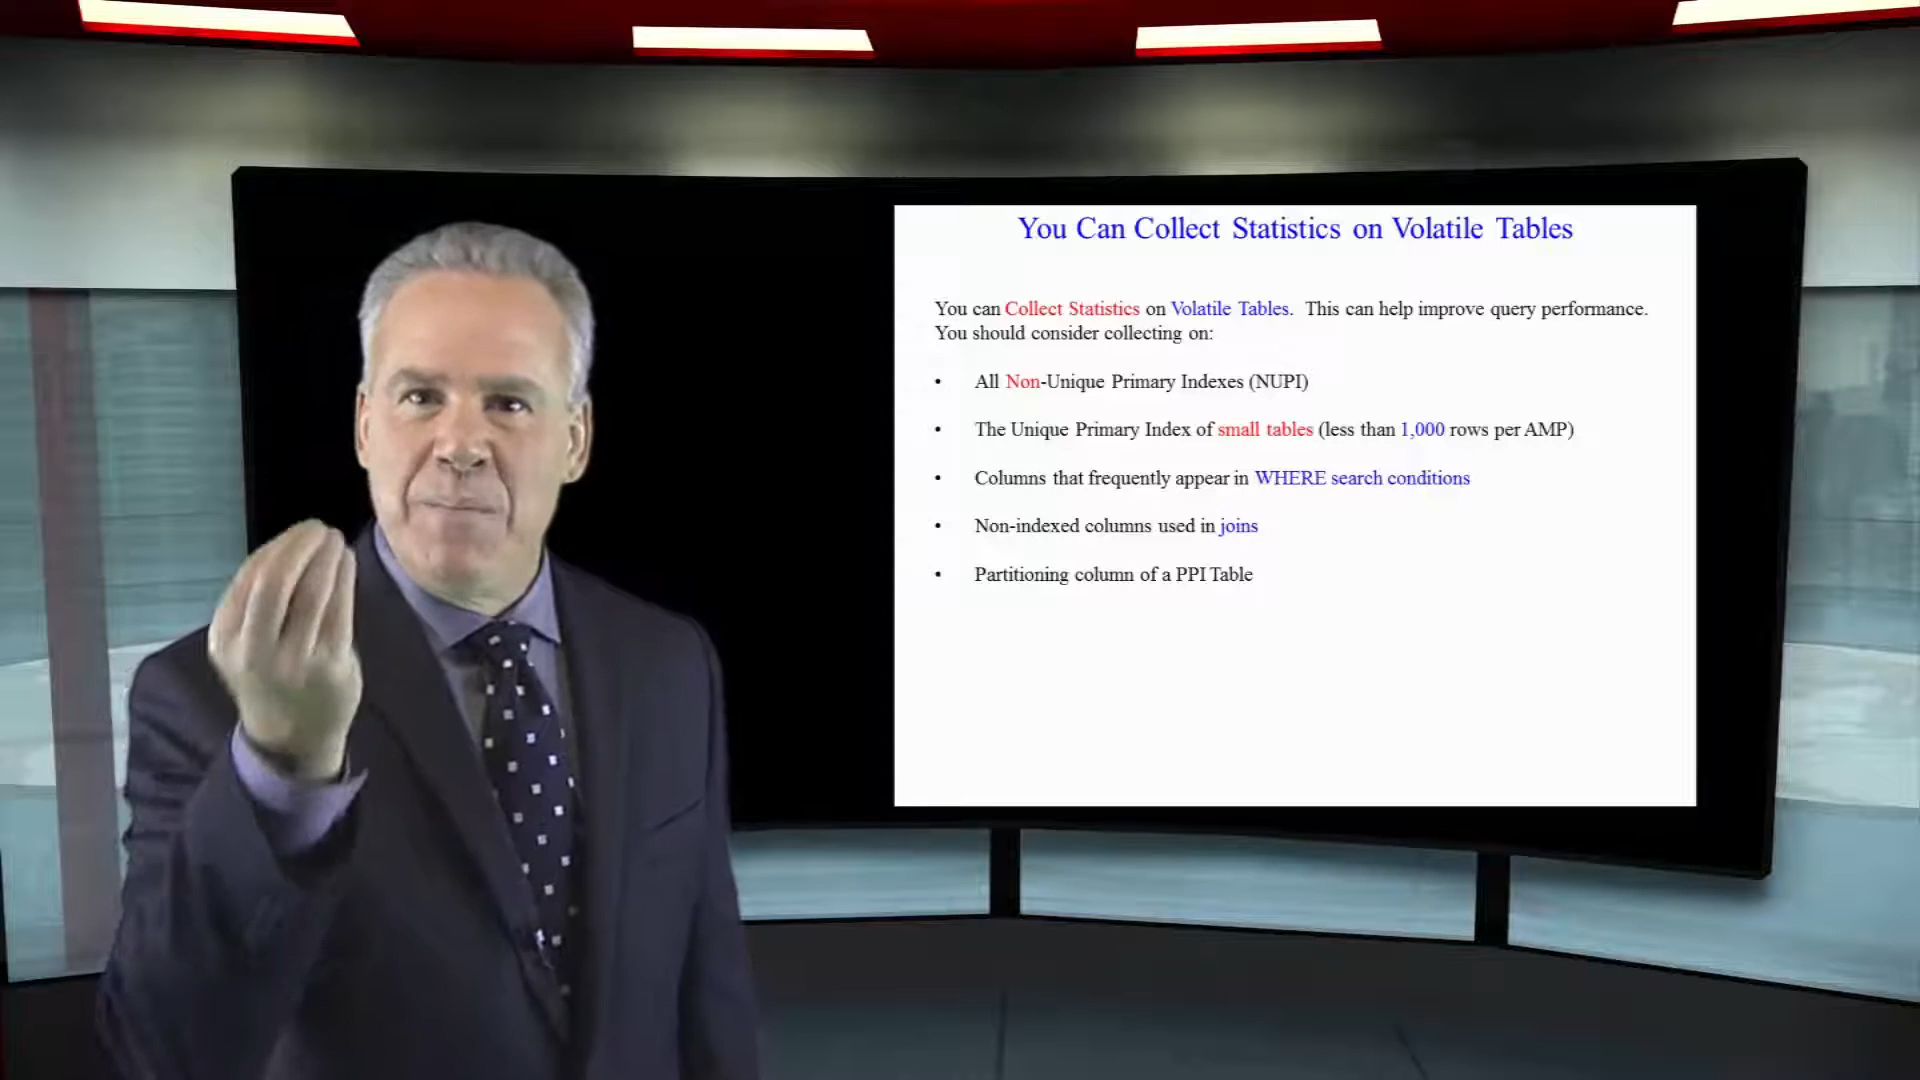 You Can Collect Statistics on Volatile Tables
You can Collect Statistics on Volatile Tables.  This can help improve query performance.
You should consider collecting on:
• All Non-Unique Primary Indexes (NUPI)
• The Unique Primary Index of small tables (less than 1,000 rows per AMP)
• Columns that frequently appear in WHERE search conditions
• Non-indexed columns used in joins
• Partitioning column of a PPI Table